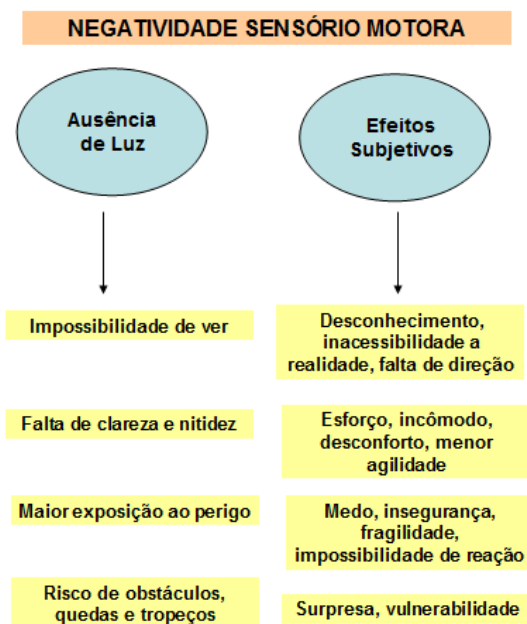 NEGATIVIDADE SENSÓRIO MOTORA
Ausência
de Luz
Efeitos
Subjetivos
Impossibilidade de ver
Desconhecimento,
inacessibilidade a
realidade, falta de direção
Falta de clareza e nitidez
Esforço, incômodo,
desconforto, menor
agilidade
Maior exposição ao perigo
Medo, insegurança,
fragilidade,
impossibilidade de reação
Risco de obstáculos,
quedas e tropeços
Surpresa, vulnerabilidade